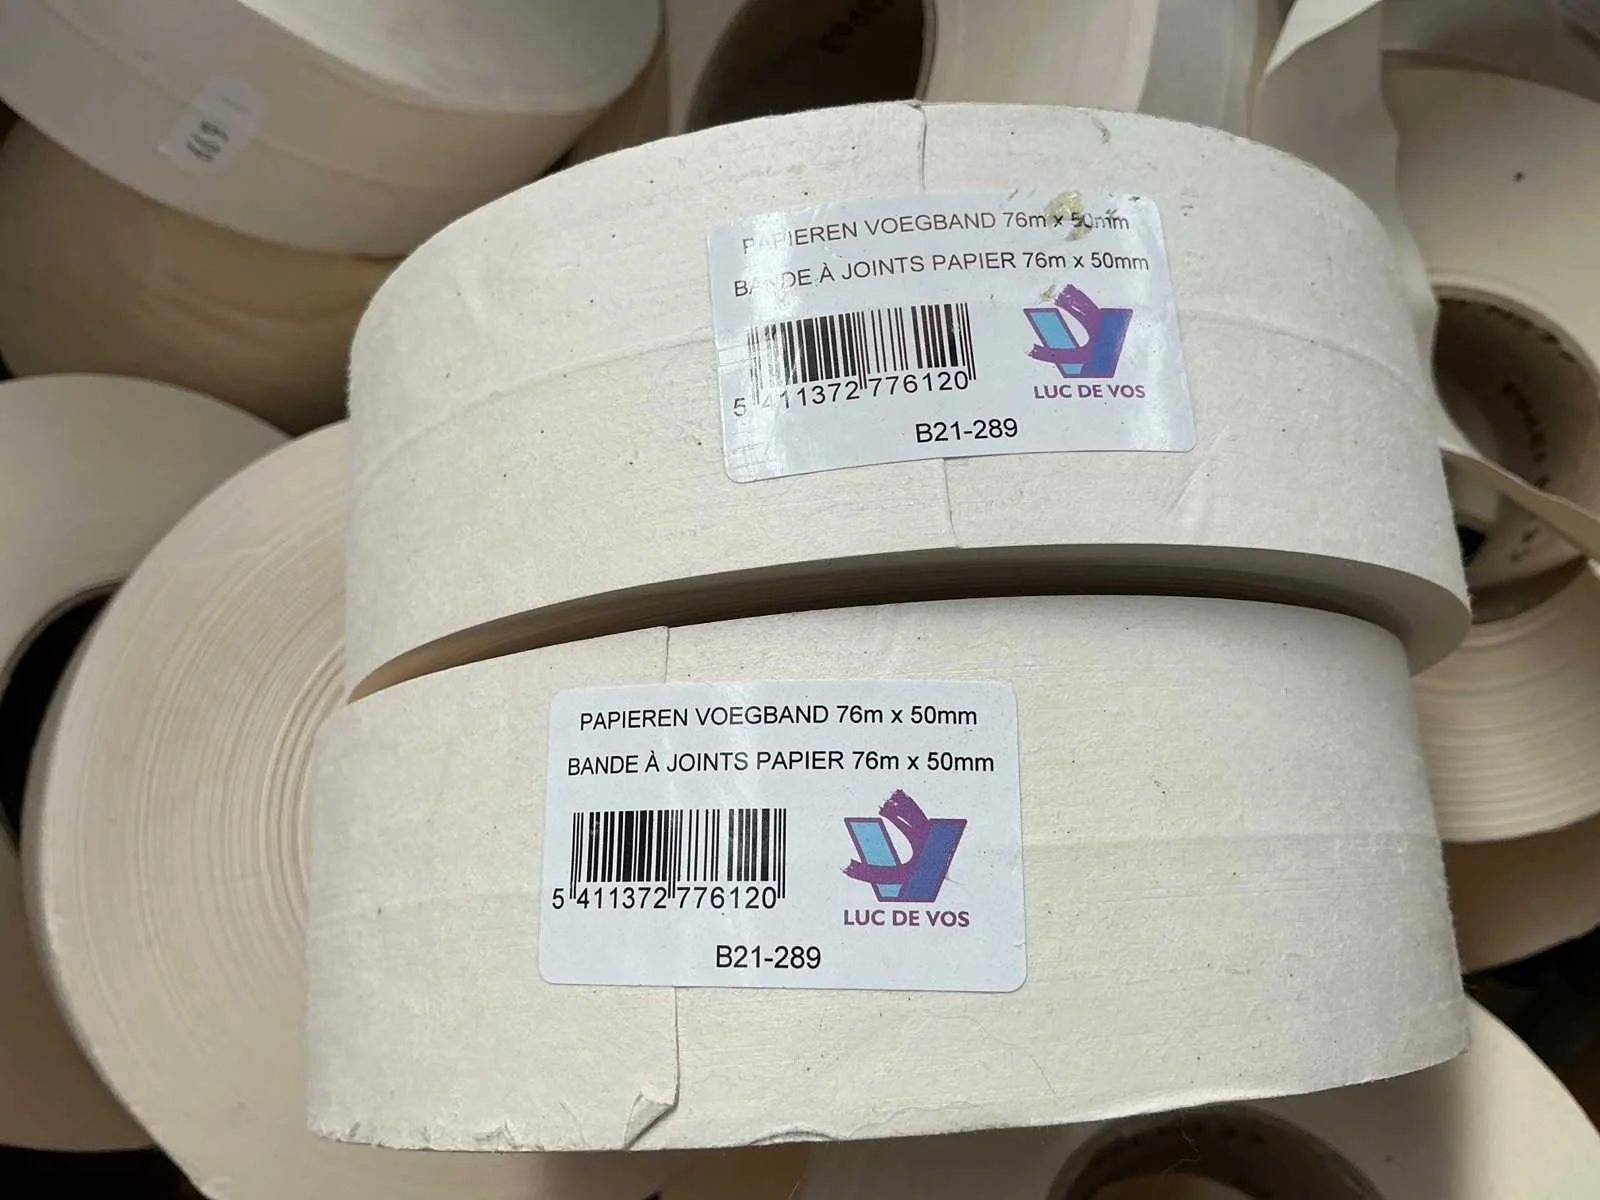 669
PAPIEREN VOEGBAND 76m x 50mm
BANDE À JOINTS PAPIER 76m x 50mm
5 411372 776120
LUC DE VOS
B21-289
PAPIEREN VOEGBAND 76m x 50mm
BANDE À JOINTS PAPIER 76m x 50mm
5 411372 776120
LUC DE VOS
B21-289